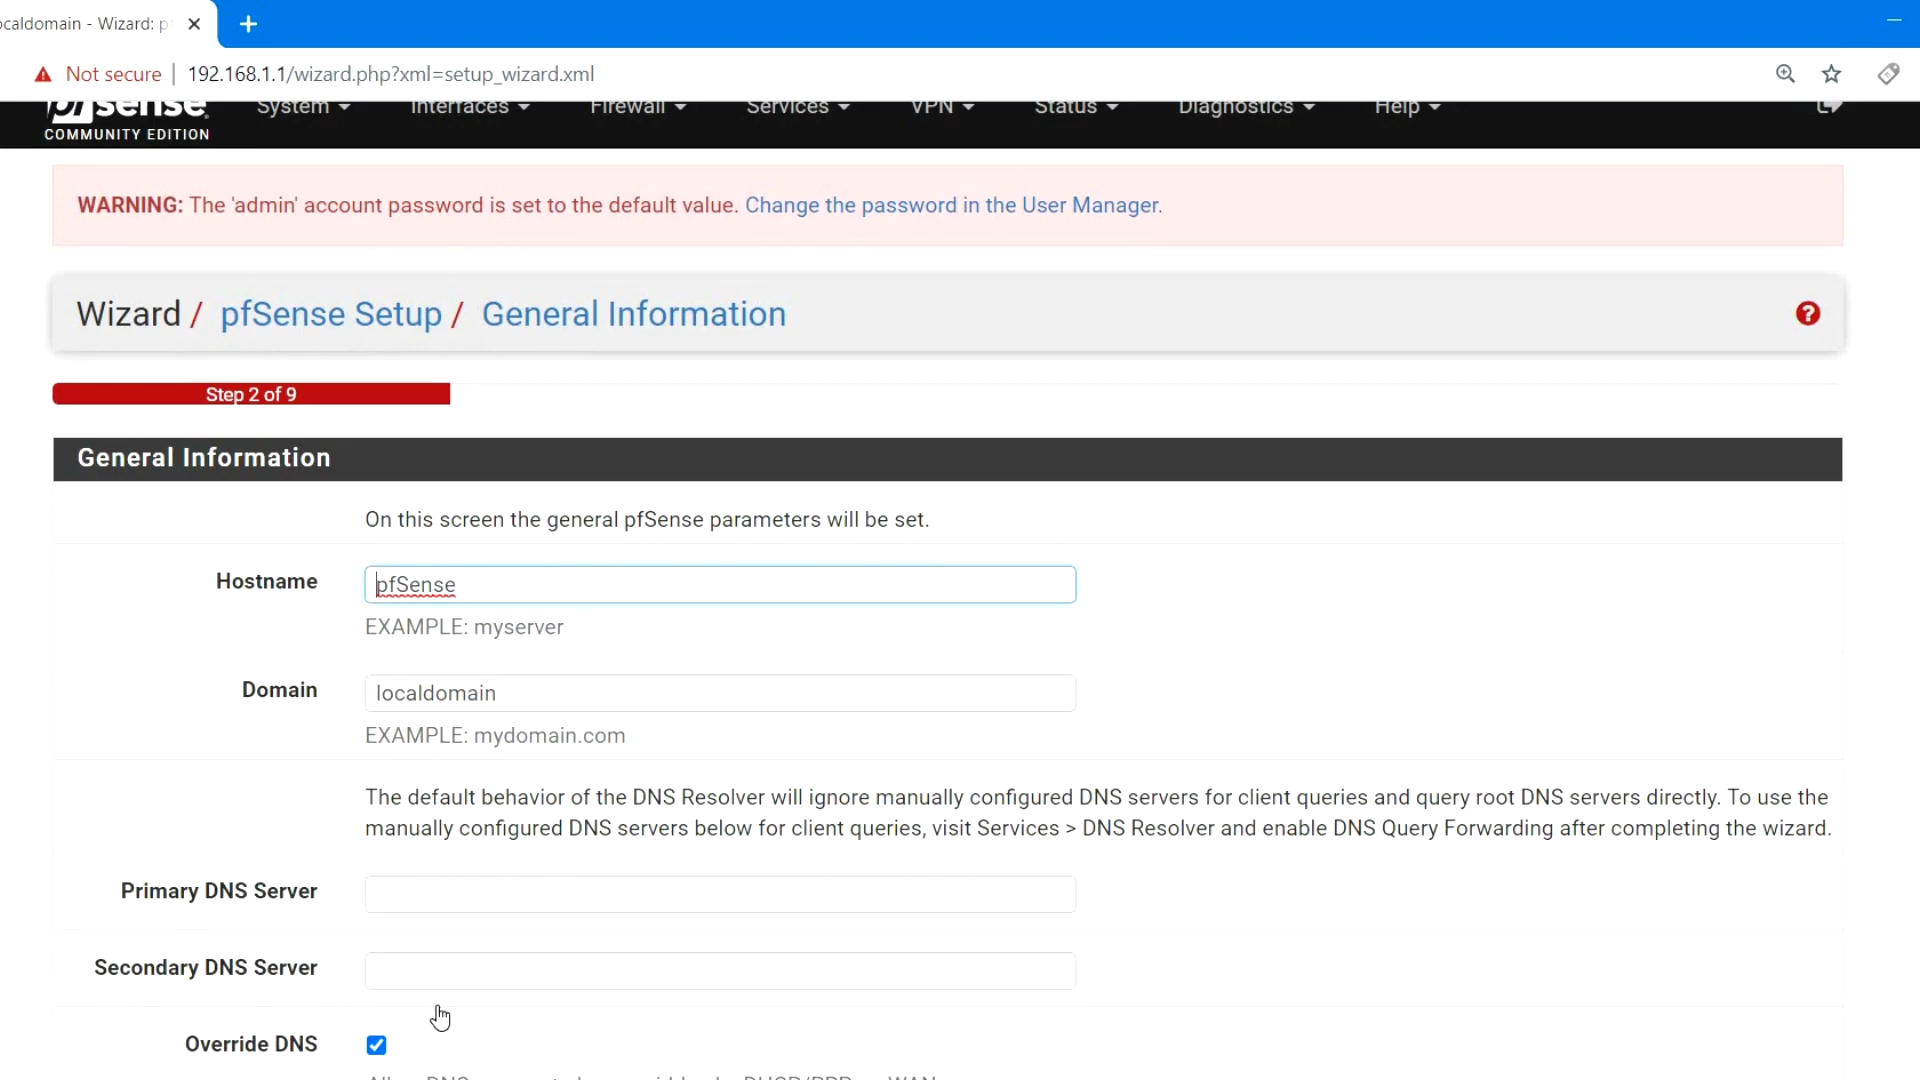 ocaldomain - Wizard: p
Not secure | 192.168.1.1/wizard.php?xml=setup_wizard.xml
pfsense
COMMUNITY EDITION
System Interfaces Firewall Services VPN Status Diagnostics Help
WARNING: The 'admin' account password is set to the default value. Change the password in the User Manager.
Wizard / pfSense Setup / General Information
Step 2 of 9
General Information
On this screen the general pfSense parameters will be set.
Hostname
pfSense
EXAMPLE: myserver
Domain
localdomain
EXAMPLE: mydomain.com
The default behavior of the DNS Resolver will ignore manually configured DNS servers for client queries and query root DNS servers directly. To use the
manually configured DNS servers below for client queries, visit Services > DNS Resolver and enable DNS Query Forwarding after completing the wizard.
Primary DNS Server
Secondary DNS Server
Override DNS